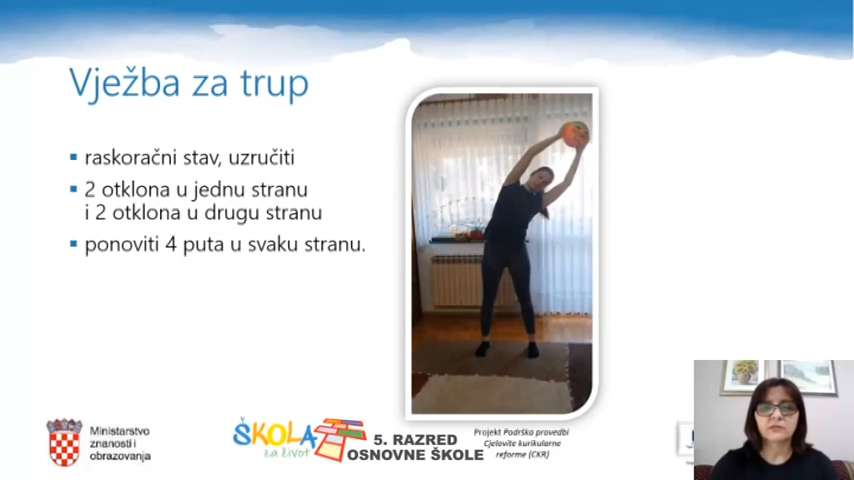 Vježba za trup
raskoračni stav, uzručiti
2 otklona u jednu stranu
i 2 otklona u drugu stranu
ponoviti 4 puta u svaku stranu.
Ministarstvo
znanosti i
obrazovanja
ŠKOLA
za život
5. RAZRED
OSNOVNE ŠKOLE
Projekt Podrška provedbi
Cjelovite kurikularne
reforme (CKR)